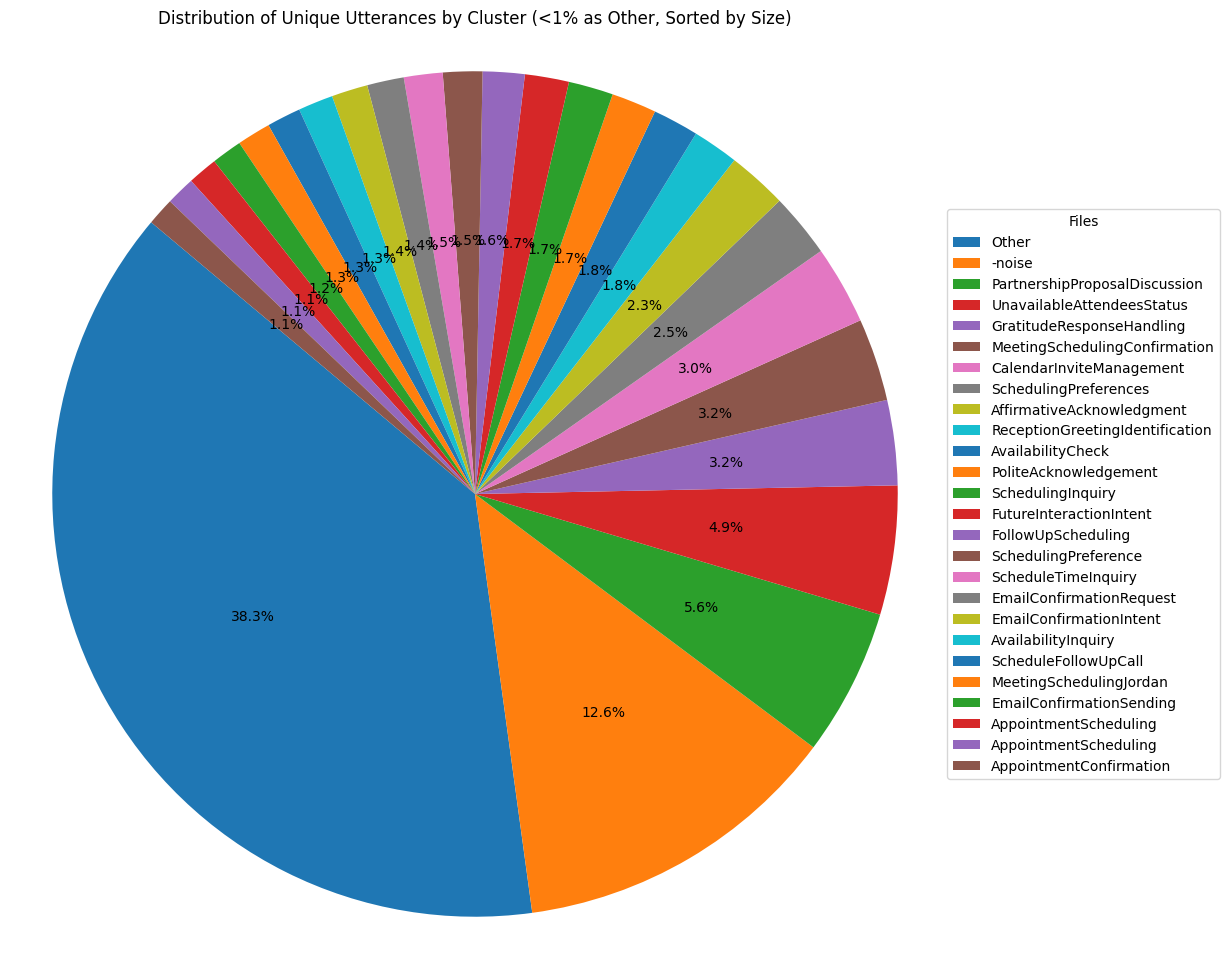 Distribution of Unique Utterances by Cluster (<1% as Other, Sorted by Size)
38.3%
12.6%
5.6%
4.9%
3.2%
3.2%
3.0%
2.5%
2.3%
1.8%
1.8%
1.7%
1.7%
1.7%
1.6%
1.5%
1.5%
1.4%
1.4%
1.3%
1.3%
1.3%
1.2%
1.1%
1.1%
1.1%
Files
Other
-noise
PartnershipProposalDiscussion
UnavailableAttendeesStatus
GratitudeResponseHandling
MeetingSchedulingConfirmation
CalendarInviteManagement
SchedulingPreferences
AffirmativeAcknowledgment
ReceptionGreetingIdentification
AvailabilityCheck
PoliteAcknowledgement
SchedulingInquiry
FutureInteractionIntent
FollowUpScheduling
SchedulingPreference
ScheduleTimeInquiry
EmailConfirmationRequest
EmailConfirmationIntent
AvailabilityInquiry
ScheduleFollowUpCall
MeetingSchedulingJordan
EmailConfirmationSending
AppointmentScheduling
AppointmentScheduling
AppointmentConfirmation